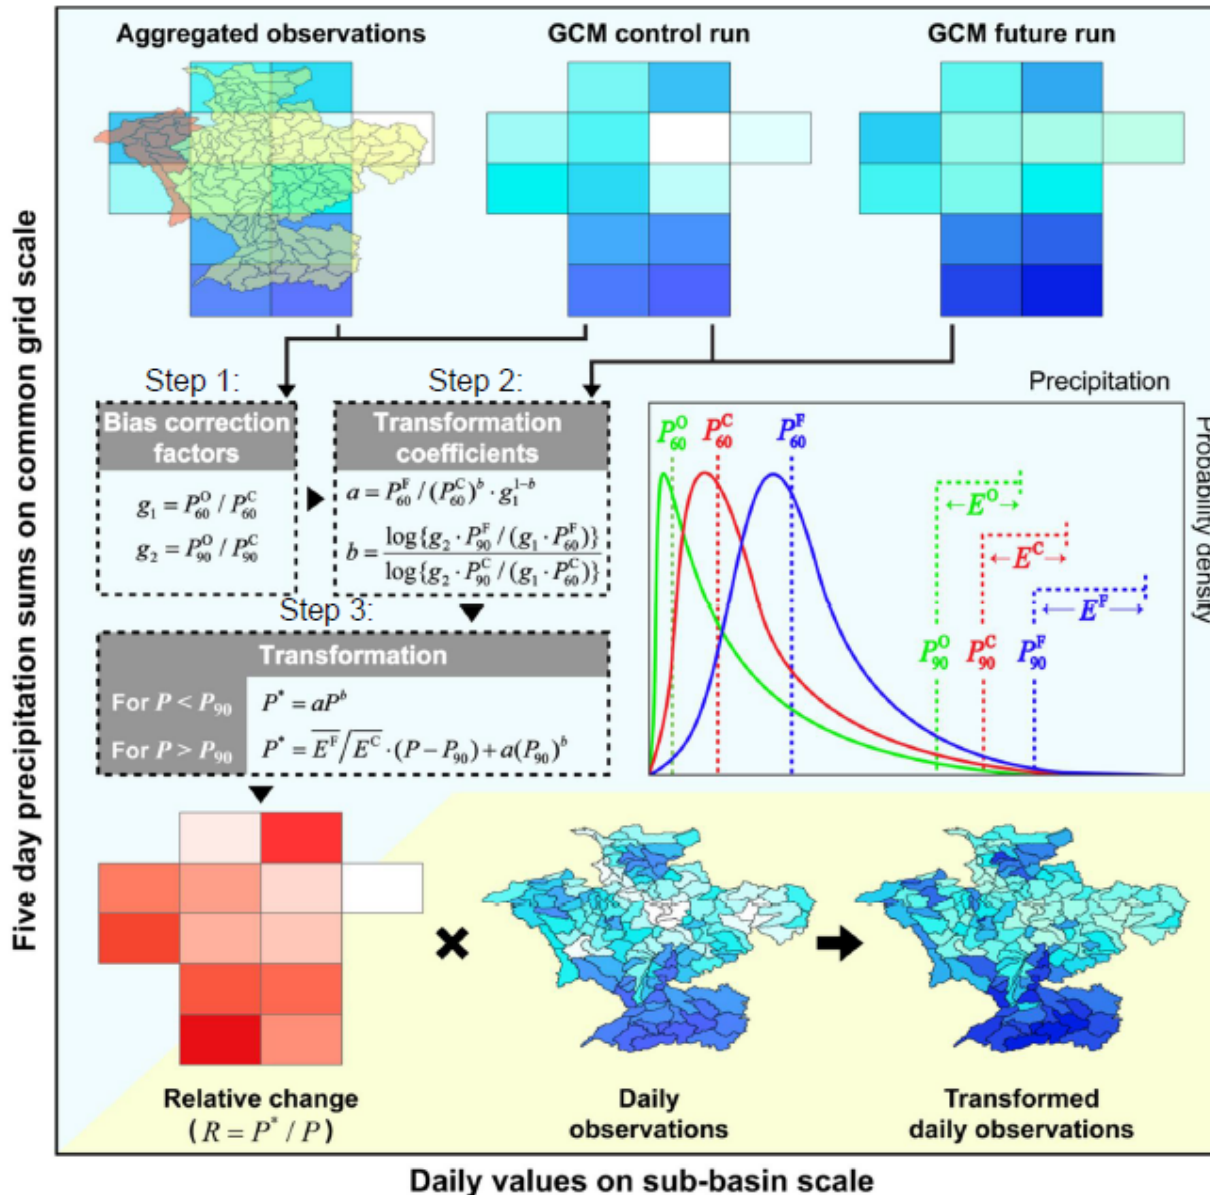 Aggregated observations
GCM control run
GCM future run
Five day precipitation sums on common grid scale
Step 1:
Bias correction
factors
g₁ = P₆₀ᴼ / P₆₀ᶜ
g₂ = P₉₀ᴼ / P₉₀ᶜ
Step 2:
Transformation
coefficients
a = P₆₀ᶠ / (P₆₀ᶜ)ᵇ · g₁¹⁻ᵇ
b = log{g₂ · P₉₀ᶠ / (g₁ · P₆₀ᶠ)}
log{g₂ · P₉₀ᶜ / (g₁ · P₆₀ᶜ)}
Step 3:
Transformation
For P < P₉₀ P* = aPᵇ
For P > P₉₀ P* = E̅ᶠ/E̅ᶜ · (P − P₉₀) + a(P₉₀)ᵇ
Precipitation
Probability density
P₆₀ᴼ P₆₀ᶜ P₆₀ᶠ
Eᴼ
Eᶜ
Eᶠ
P₉₀ᴼ P₉₀ᶜ P₉₀ᶠ
Relative change
(R = P* / P)
Daily
observations
Transformed
daily observations
Daily values on sub-basin scale